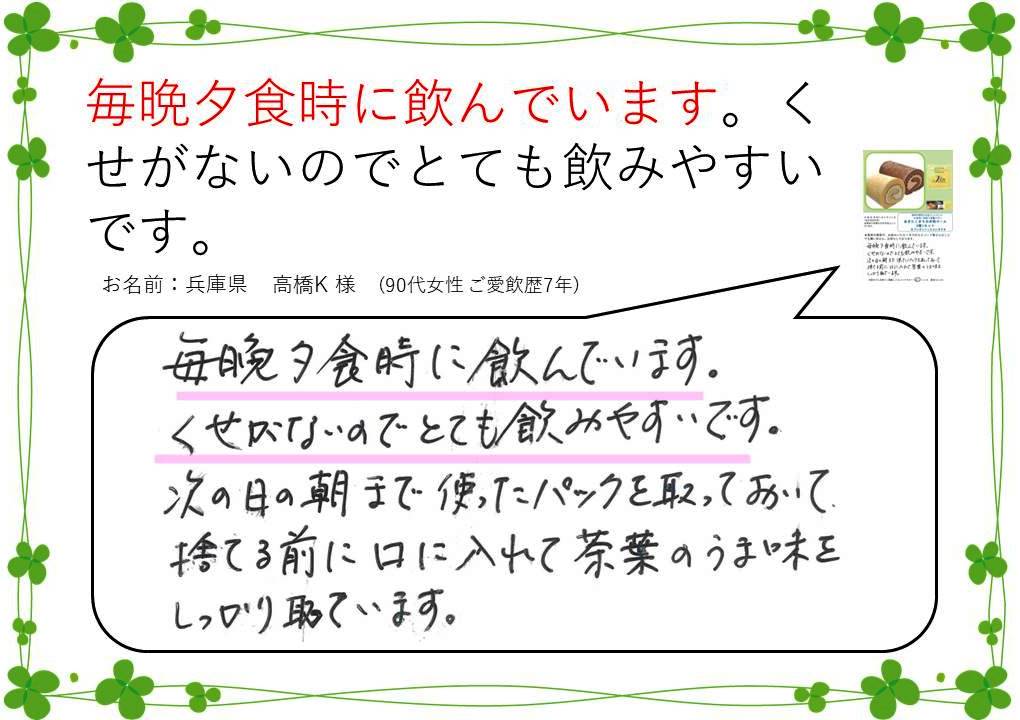 毎晩夕食時に飲んでいます。く
せがないのでとても飲みやすい
です。
お名前：兵庫県　高橋K 様　(90代女性 ご愛飲歴7年)
毎晩夕食時に飲んでいます。
くせがないのでとても飲みやすいです。
次の日の朝まで使ったパックを取っておいて
捨てる前に口に入れて茶葉のうま味を
しっかり取ています。